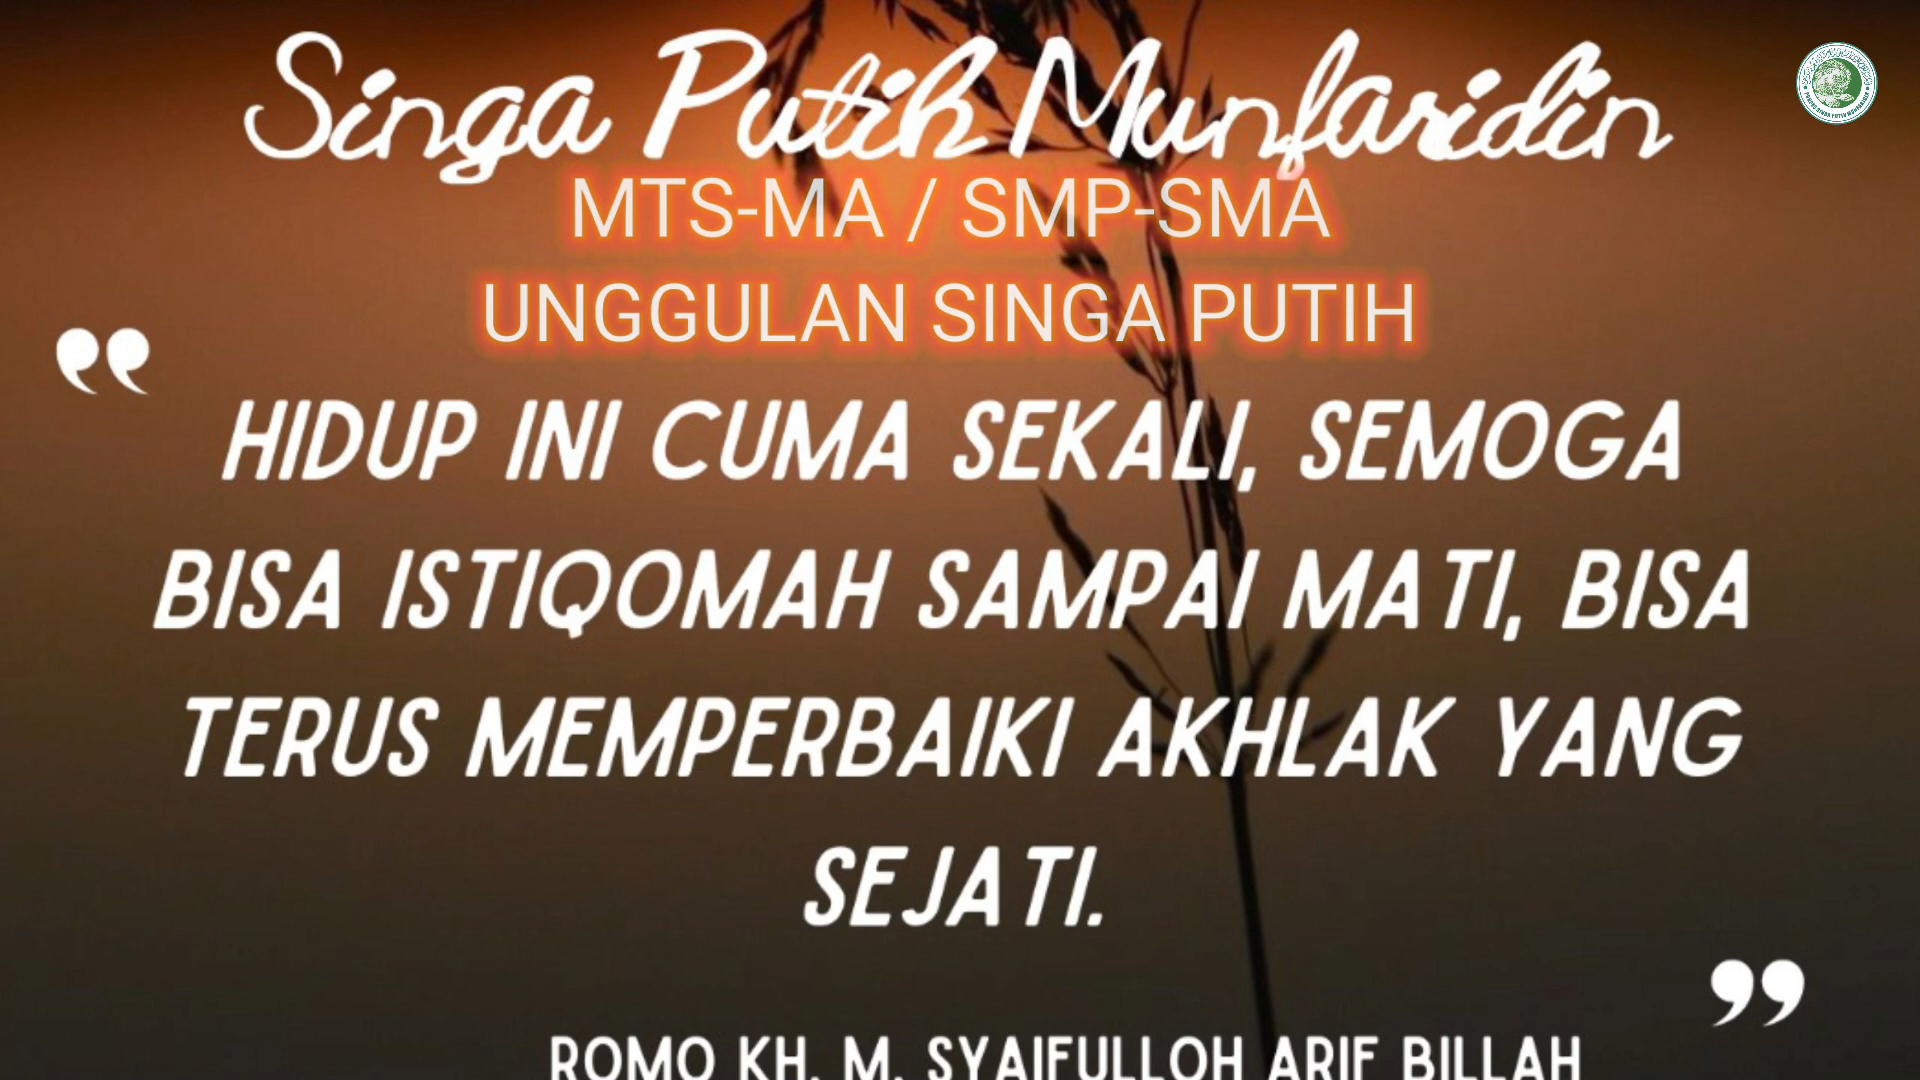 Singa Putih Munfaridin
MTS-MA / SMP-SMA
UNGGULAN SINGA PUTIH
”
HIDUP INI CUMA SEKALI, SEMOGA
BISA ISTIQOMAH SAMPAI MATI, BISA
TERUS MEMPERBAIKI AKHLAK YANG
SEJATI.
”
ROMO KH. M. SYAIFULLOH ARIF BILLAH